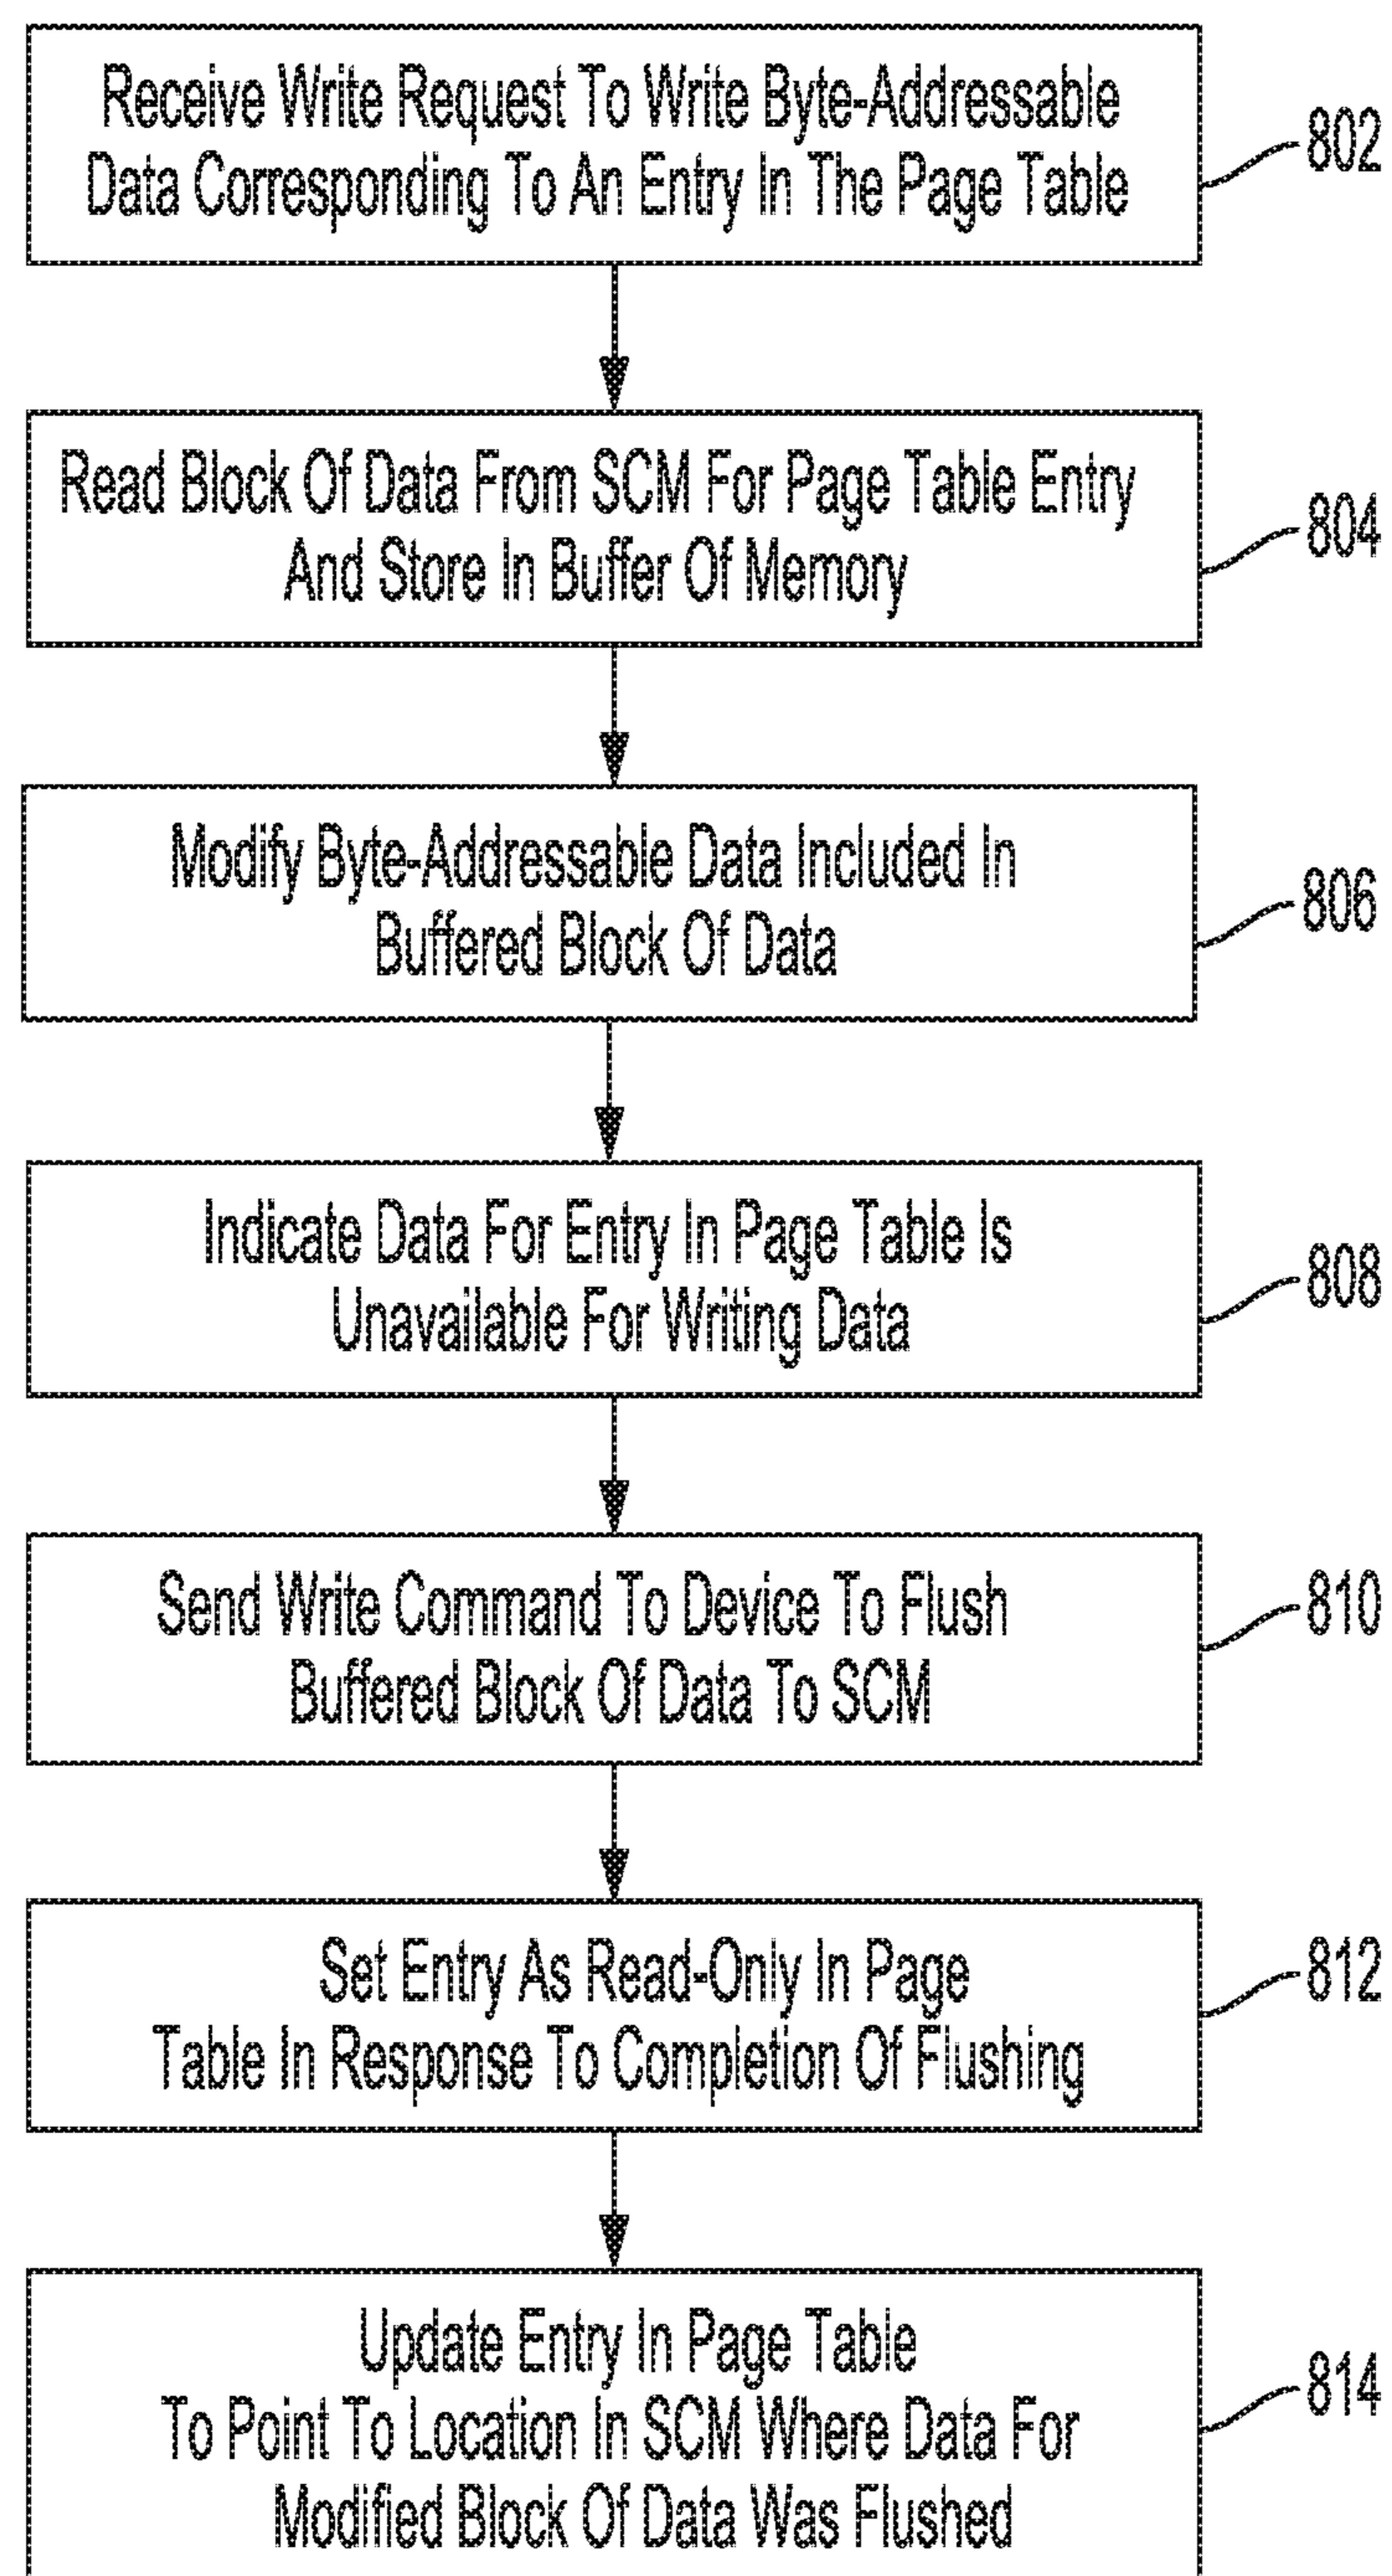 Receive Write Request To Write Byte-Addressable
Data Corresponding To An Entry In The Page Table
802
Read Block Of Data From SCM For Page Table Entry
And Store In Buffer Of Memory
804
Modify Byte-Addressable Data Included In
Buffered Block Of Data
806
Indicate Data For Entry In Page Table Is
Unavailable For Writing Data
808
Send Write Command To Device To Flush
Buffered Block Of Data To SCM
810
Set Entry As Read-Only In Page
Table In Response To Completion Of Flushing
812
Update Entry In Page Table
To Point To Location In SCM Where Data For
Modified Block Of Data Was Flushed
814